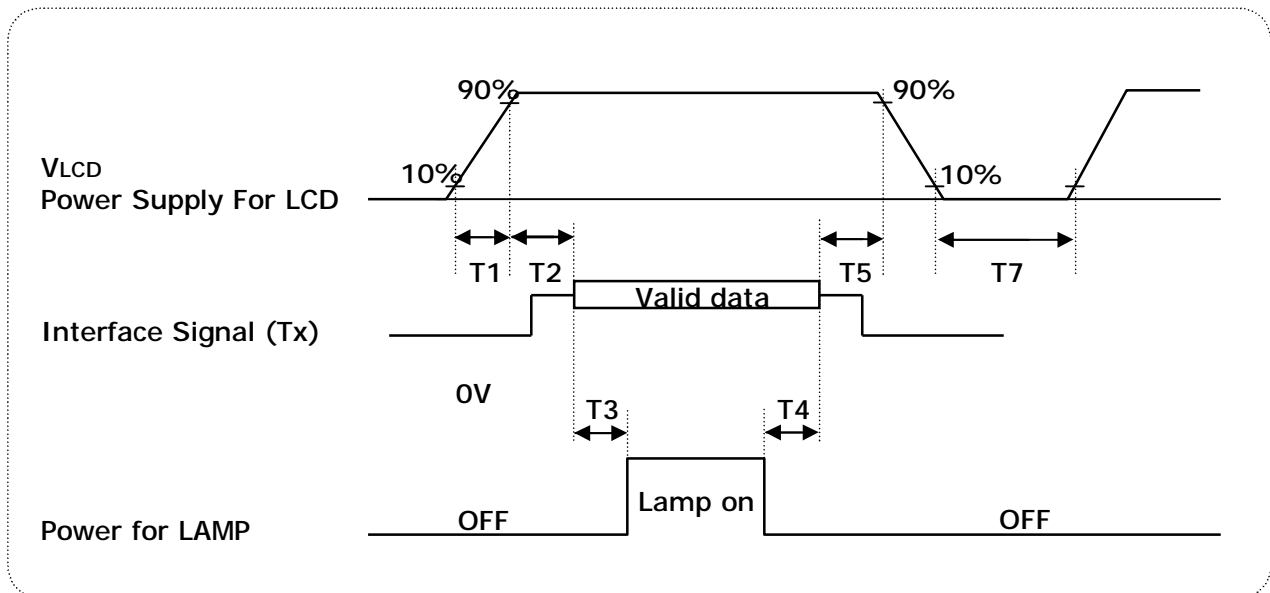 90% 90%
VLCD
10% 10%
Power Supply For LCD
T1 T2 T5 T7
Valid data
Interface Signal (Tx)
0V
T3 T4
Lamp on
OFF OFF
Power for LAMP